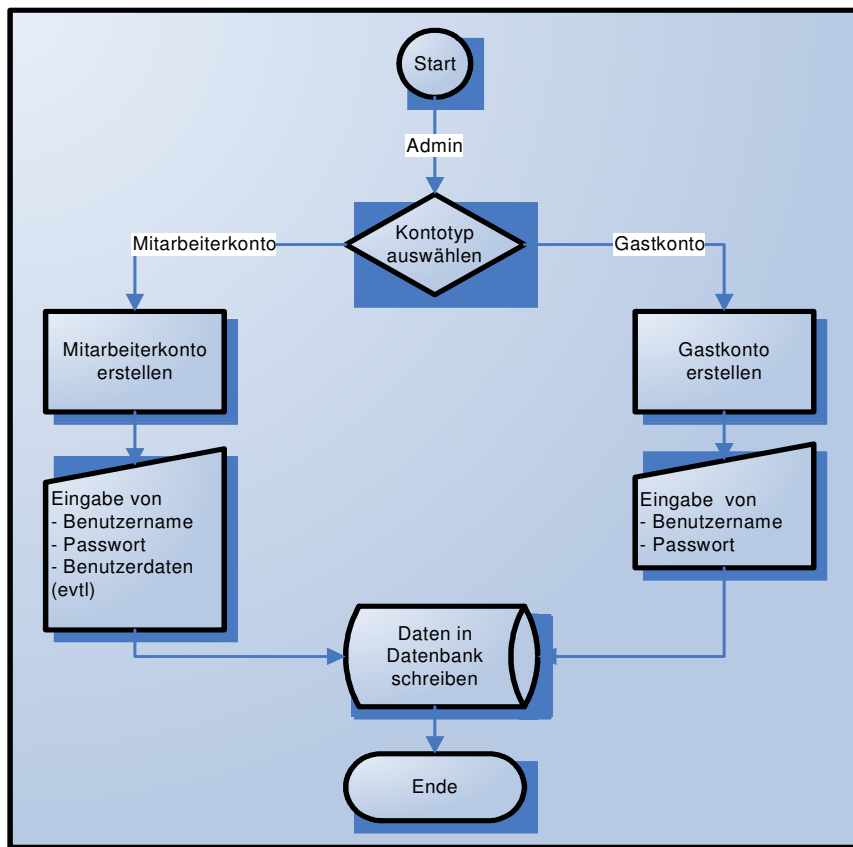 Start
Admin
Kontotyp
auswählen
Mitarbeiterkonto
Gastkonto
Mitarbeiterkonto
erstellen
Gastkonto
erstellen
Eingabe von
- Benutzername
- Passwort
- Benutzerdaten
(evtl)
Eingabe  von
- Benutzername
- Passwort
Daten in
Datenbank
schreiben
Ende